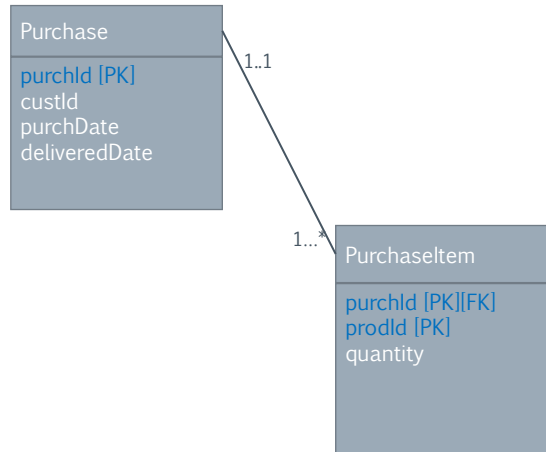 Purchase
purchId [PK]
custId
purchDate
deliveredDate
1..1
1...*
PurchaseItem
purchId [PK][FK]
prodId [PK]
quantity